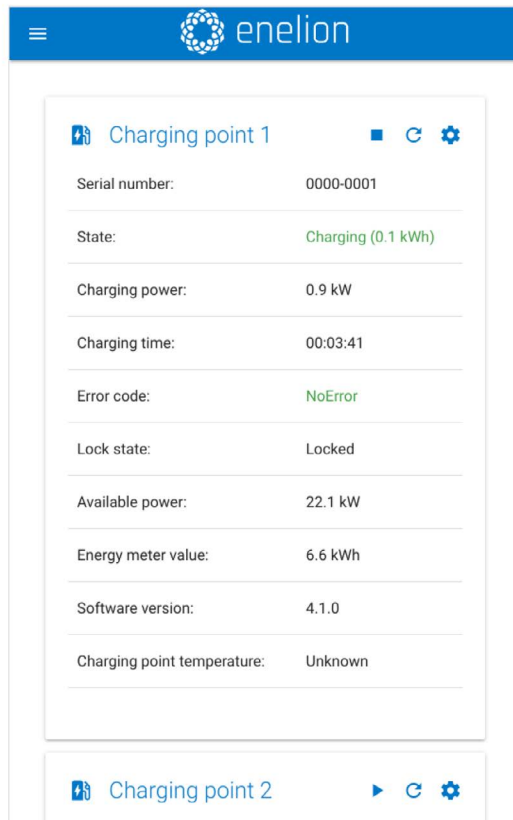 enelion
Charging point 1
Serial number: 0000-0001
State: Charging (0.1 kWh)
Charging power: 0.9 kW
Charging time: 00:03:41
Error code: NoError
Lock state: Locked
Available power: 22.1 kW
Energy meter value: 6.6 kWh
Software version: 4.1.0
Charging point temperature: Unknown
Charging point 2